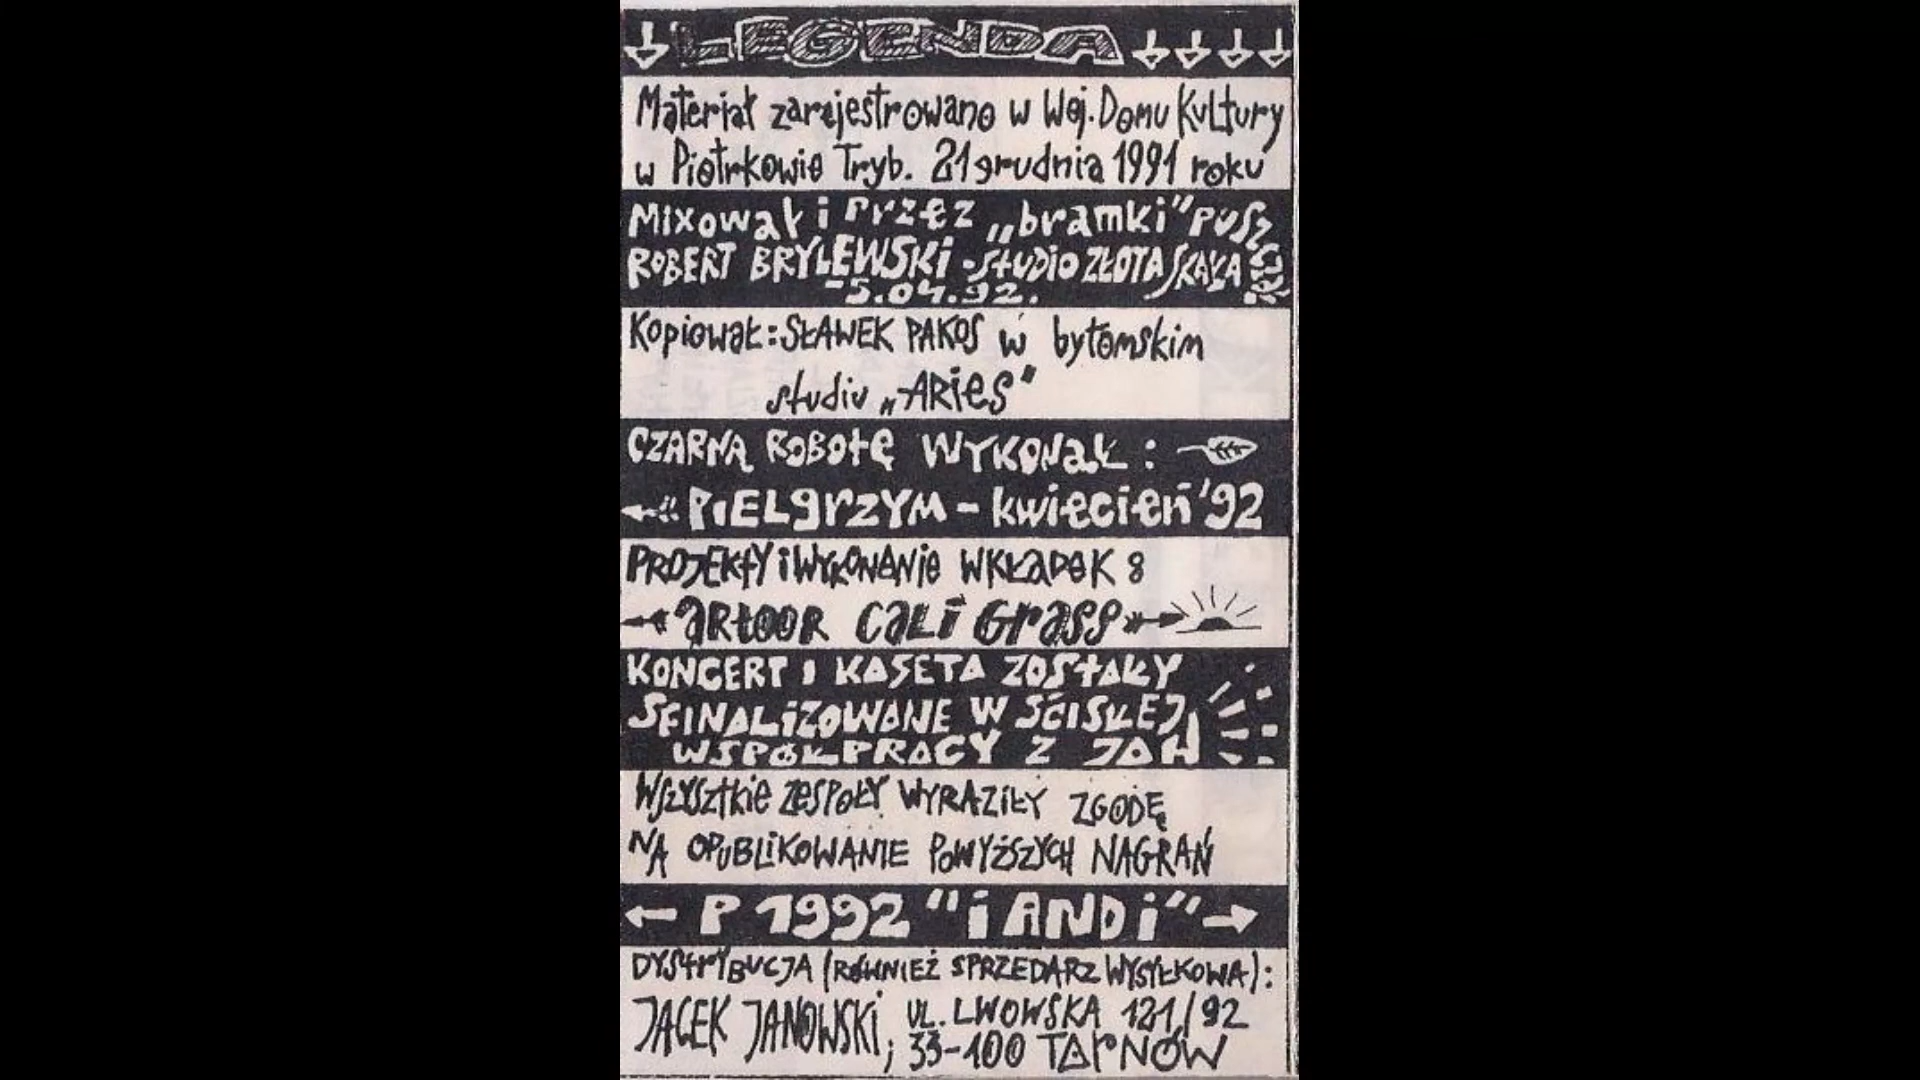 LEGENDA
Materiał zarejestrowano w Woj. Domu Kultury
w Piotrkowie Tryb. 21 grudnia 1991 roku
Mixował i przez „bramki” puszczał
ROBERT BRYLEWSKI - studio ZŁOTA SKAŁA
-5.04.92.
Kopiował: SŁAWEK PAKOS w bytomskim
studiu „ARIES”
CZARNĄ ROBOTĘ WYKONAŁ:
PIELGRZYM - kwiecień '92
PROJEKTY i WYKONANIE WKŁADEK:
ARTOOR CALI GRASS
KONCERT I KASETA ZOSTAŁY
SFINALIZOWANE W ŚCISŁEJ
WSPÓŁPRACY Z JAH
WSZYSTKIE ZESPOŁY WYRAZIŁY ZGODĘ
NA OPUBLIKOWANIE POWYŻSZYCH NAGRAŃ
P 1992 "i ANDi"
DYSTRYBUCJA (RÓWNIEŻ SPRZEDARZ WYSYŁKOWA):
JACEK JANOWSKI, UL. LWOWSKA 121/92
; 33-100 TARNÓW